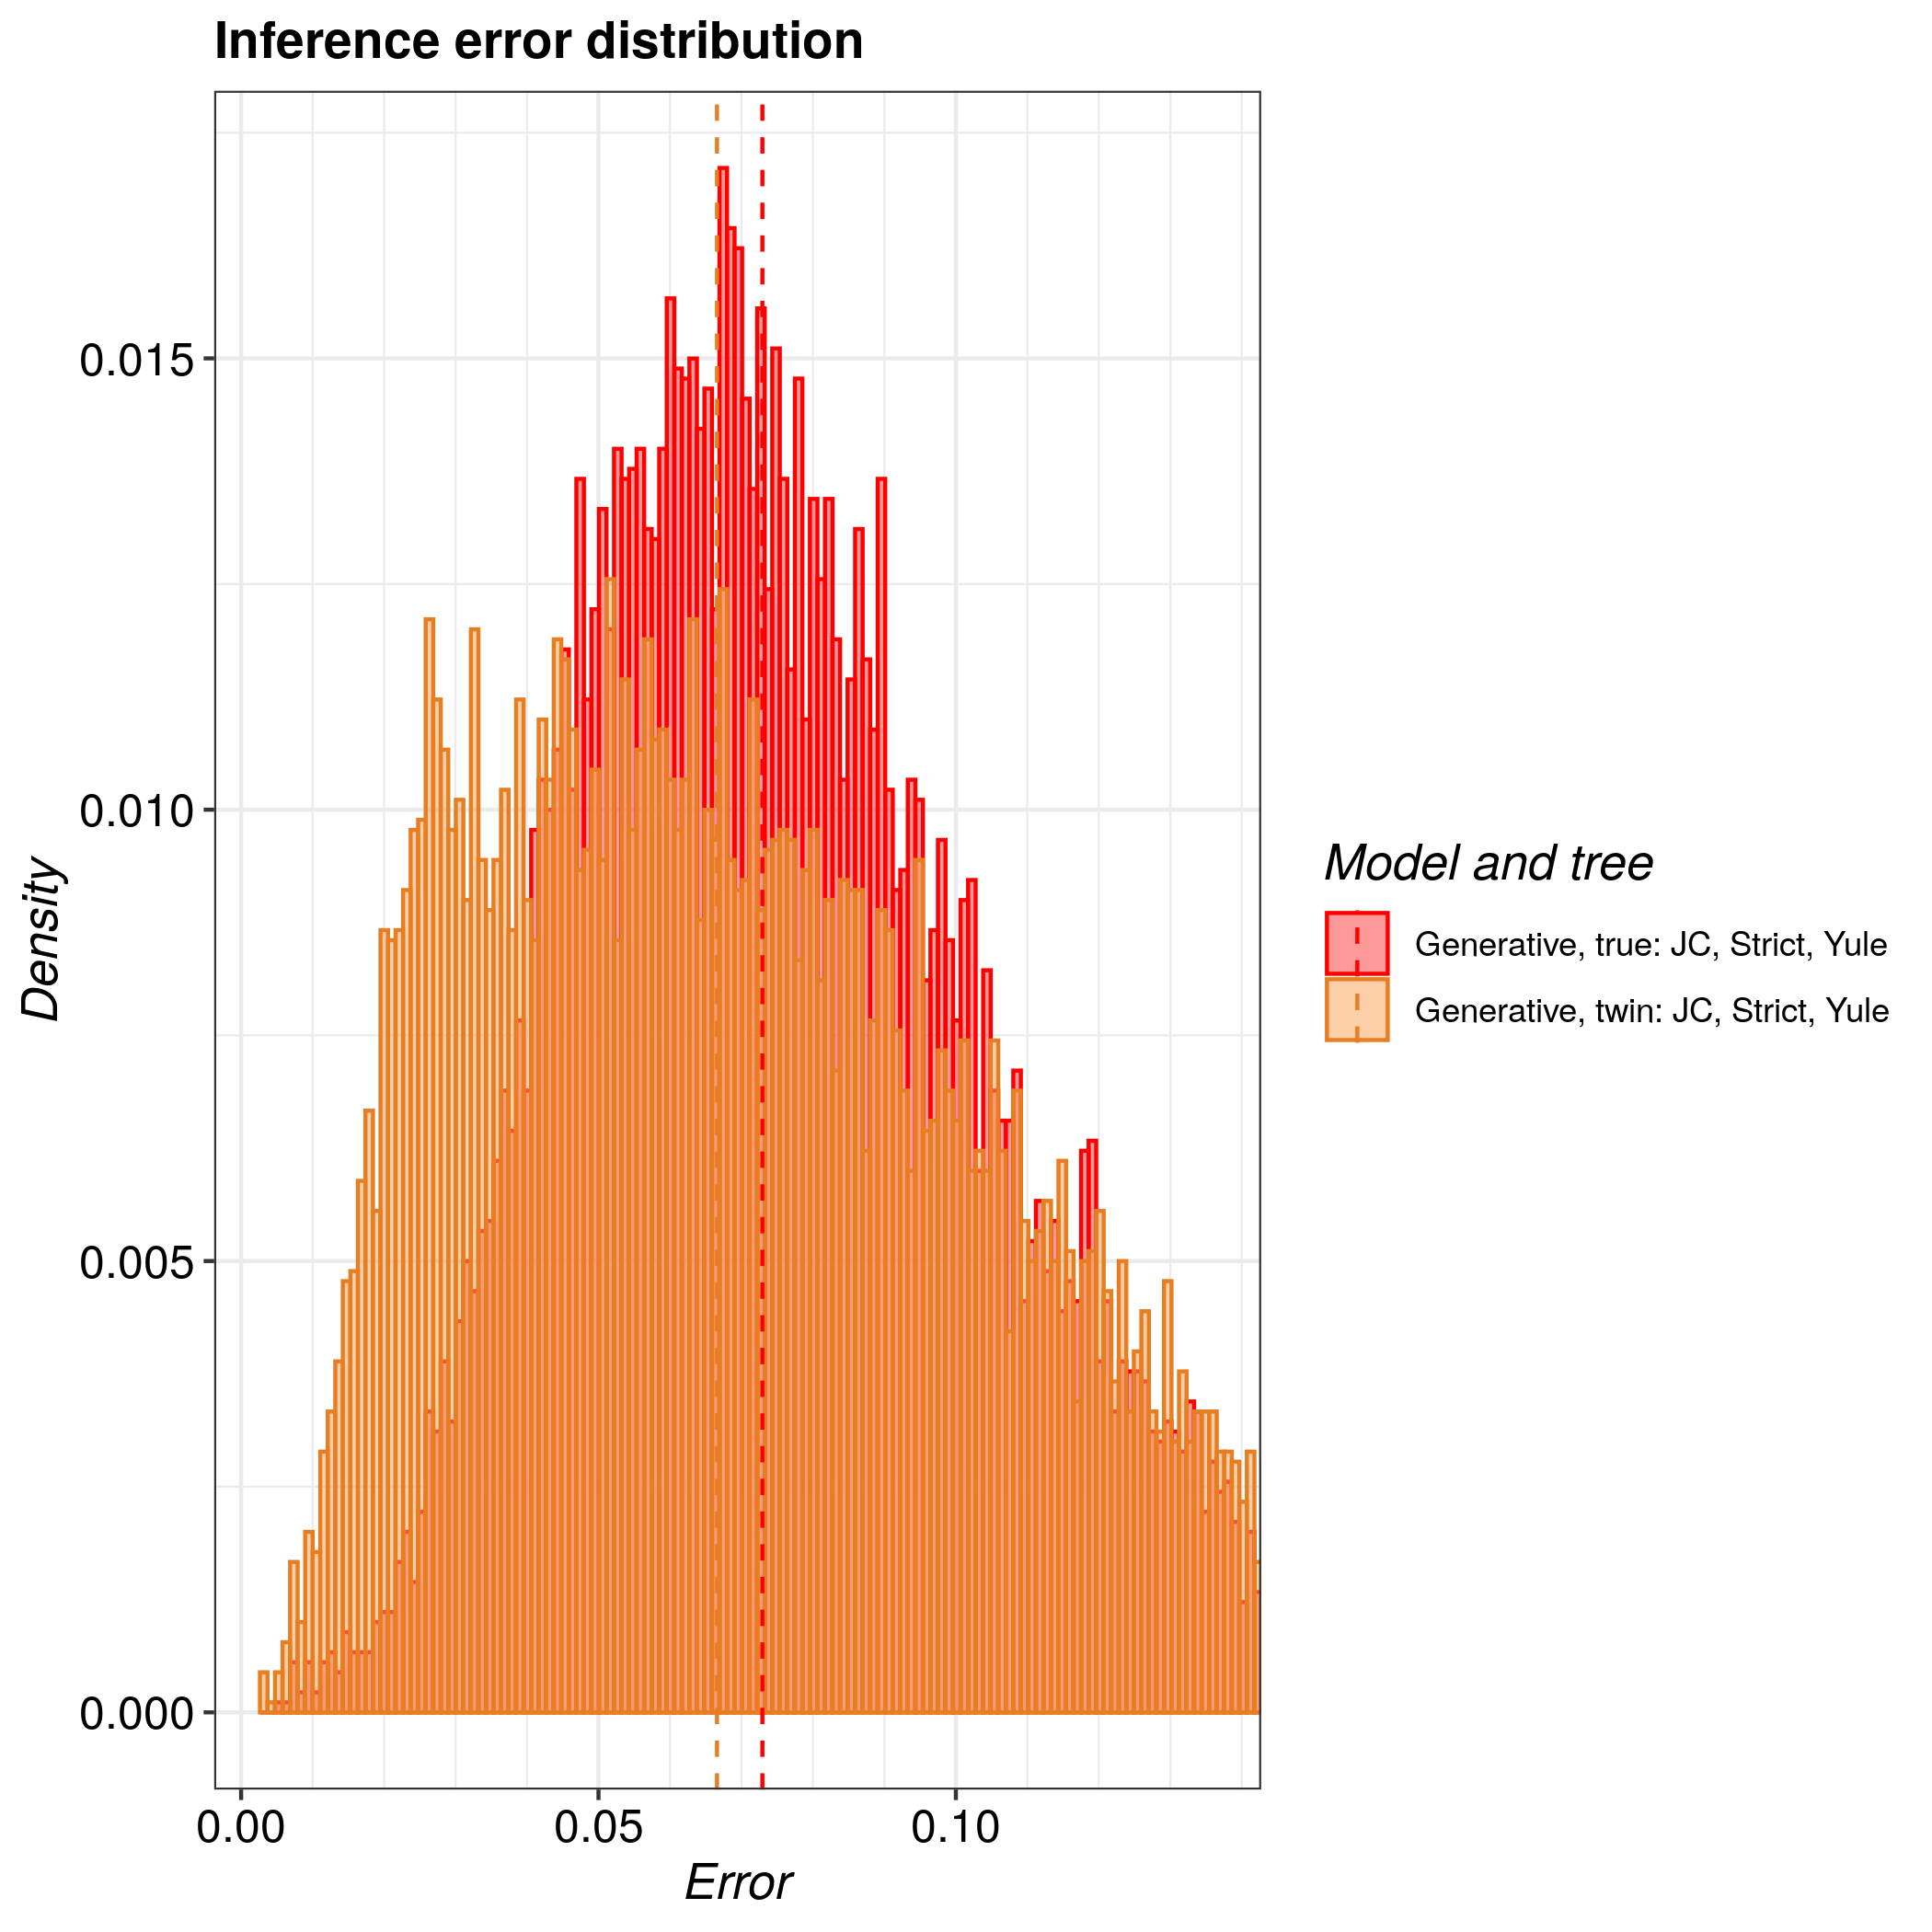 Inference error distribution
Density
0.015
0.010
0.005
0.000
0.00
0.05
0.10
Error
Model and tree
Generative, true: JC, Strict, Yule
Generative, twin: JC, Strict, Yule